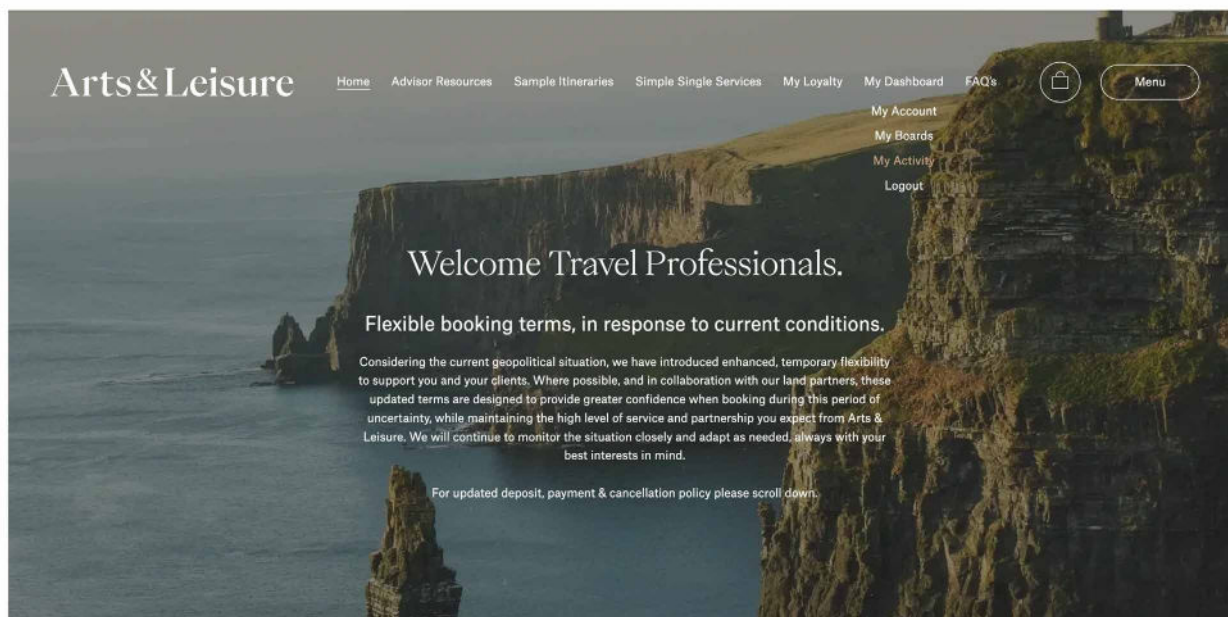 Arts & Leisure
Home
Advisor Resources
Sample Itineraries
Simple Single Services
My Loyalty
My Dashboard
FAQ's
Menu
My Account
My Boards
My Activity
Logout
Welcome Travel Professionals.
Flexible booking terms, in response to current conditions.
Considering the current geopolitical situation, we have introduced enhanced, temporary flexibility
to support you and your clients. Where possible, and in collaboration with our land partners, these
updated terms are designed to provide greater confidence when booking during this period of
uncertainty, while maintaining the high level of service and partnership you expect from Arts &
Leisure. We will continue to monitor the situation closely and adapt as needed, always with your
best interests in mind.
For updated deposit, payment & cancellation policy please scroll down.